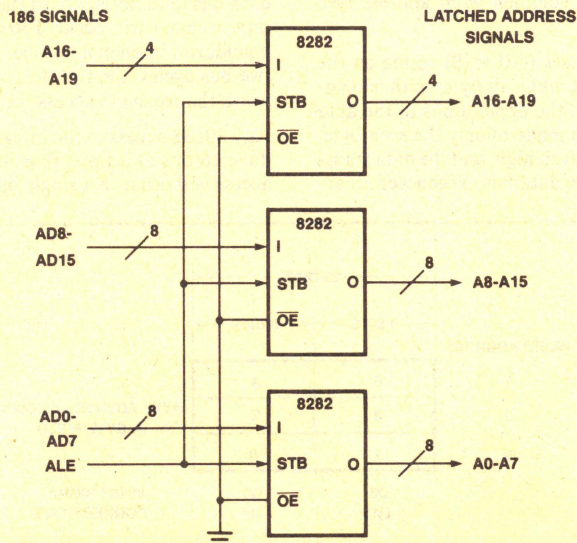 186 SIGNALS
LATCHED ADDRESS
SIGNALS
8282
A16-
A19
4
I
STB
OE
O
4
A16-A19
8282
AD8-
AD15
8
I
STB
OE
O
8
A8-A15
8282
AD0-
AD7
8
I
ALE
STB
OE
O
8
A0-A7